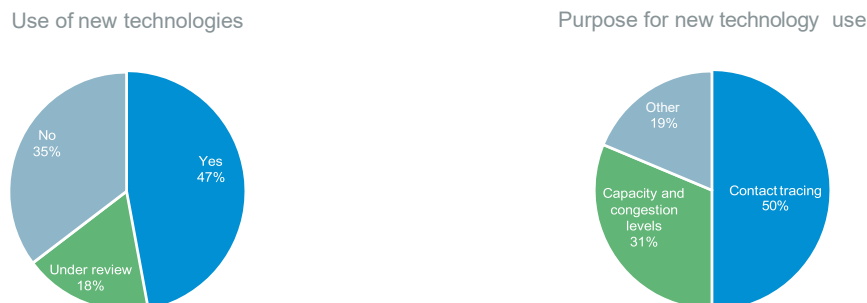 Use of new technologies
No
35%
Yes
47%
Under review
18%
Purpose for new technology use
Other
19%
Capacity and
congestion
levels
31%
Contact tracing
50%